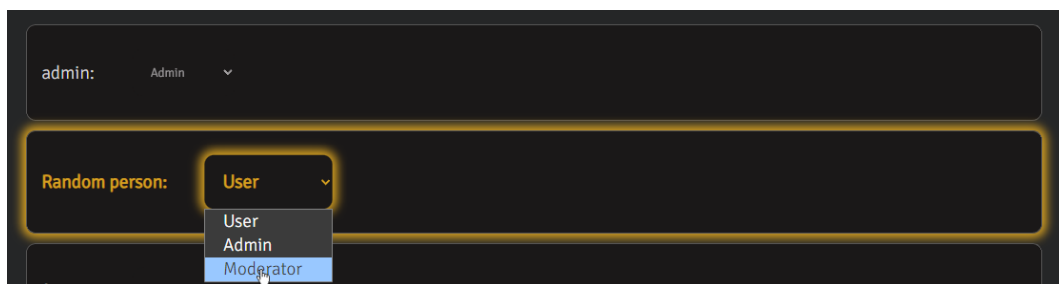 admin: Admin
Random person: User
User
Admin
Moderator